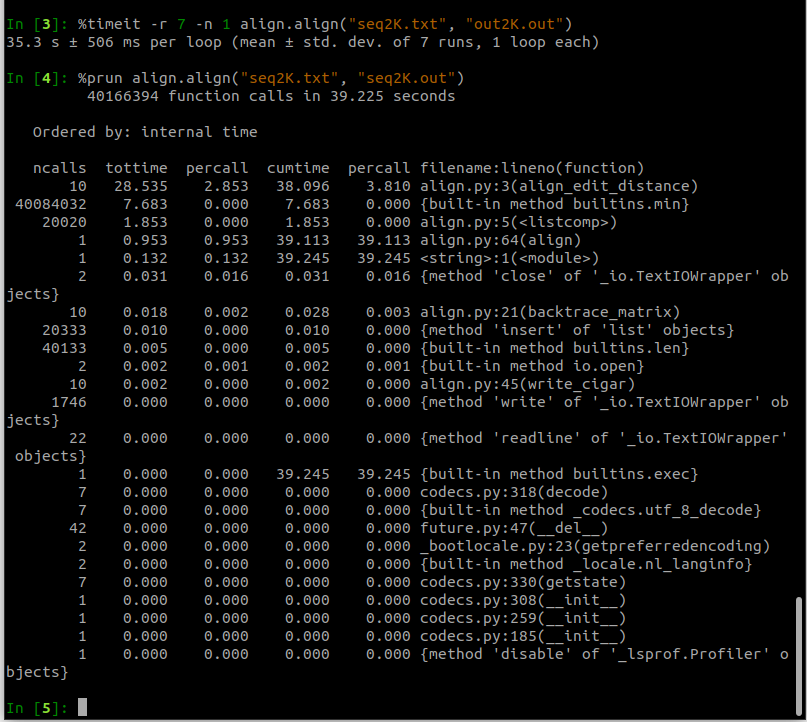 In [3]: %timeit -r 7 -n 1 align.align("seq2K.txt", "out2K.out")
35.3 s ± 506 ms per loop (mean ± std. dev. of 7 runs, 1 loop each)

In [4]: %prun align.align("seq2K.txt", "seq2K.out")
         40166394 function calls in 39.225 seconds

   Ordered by: internal time

   ncalls  tottime  percall  cumtime  percall filename:lineno(function)
       10   28.535    2.853   38.096    3.810 align.py:3(align_edit_distance)
 40084032    7.683    0.000    7.683    0.000 {built-in method builtins.min}
    20020    1.853    0.000    1.853    0.000 align.py:5(<listcomp>)
        1    0.953    0.953   39.113   39.113 align.py:64(align)
        1    0.132    0.132   39.245   39.245 <string>:1(<module>)
        2    0.031    0.016    0.031    0.016 {method 'close' of '_io.TextIOWrapper' ob
jects}
       10    0.018    0.002    0.028    0.003 align.py:21(backtrace_matrix)
    20333    0.010    0.000    0.010    0.000 {method 'insert' of 'list' objects}
    40133    0.005    0.000    0.005    0.000 {built-in method builtins.len}
        2    0.002    0.001    0.002    0.001 {built-in method io.open}
       10    0.002    0.000    0.002    0.000 align.py:45(write_cigar)
     1746    0.000    0.000    0.000    0.000 {method 'write' of '_io.TextIOWrapper' ob
jects}
       22    0.000    0.000    0.000    0.000 {method 'readline' of '_io.TextIOWrapper'
 objects}
        1    0.000    0.000   39.245   39.245 {built-in method builtins.exec}
        7    0.000    0.000    0.000    0.000 codecs.py:318(decode)
        7    0.000    0.000    0.000    0.000 {built-in method _codecs.utf_8_decode}
       42    0.000    0.000    0.000    0.000 future.py:47(__del__)
        2    0.000    0.000    0.000    0.000 _bootlocale.py:23(getpreferredencoding)
        2    0.000    0.000    0.000    0.000 {built-in method _locale.nl_langinfo}
        7    0.000    0.000    0.000    0.000 codecs.py:330(getstate)
        1    0.000    0.000    0.000    0.000 codecs.py:308(__init__)
        1    0.000    0.000    0.000    0.000 codecs.py:259(__init__)
        1    0.000    0.000    0.000    0.000 codecs.py:185(__init__)
        1    0.000    0.000    0.000    0.000 {method 'disable' of '_lsprof.Profiler' o
bjects}

In [5]: